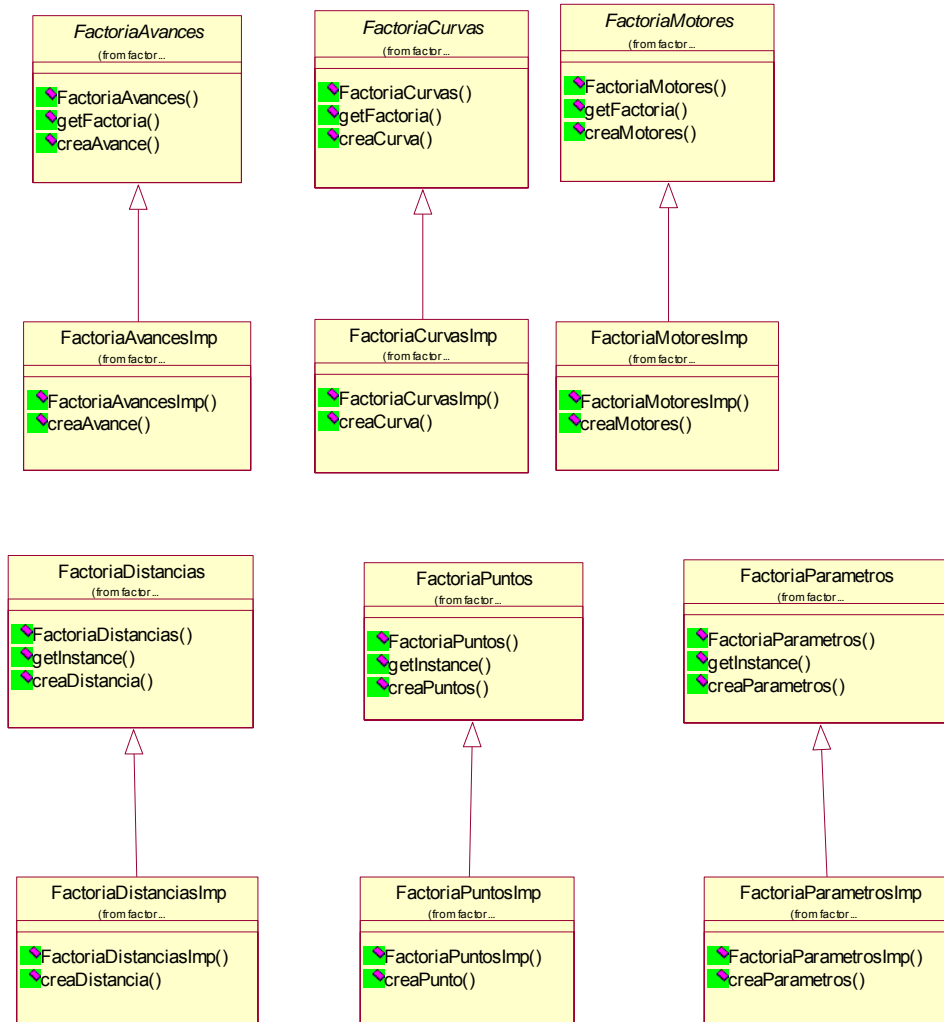 FactoriaAvances
(from factor...
FactoriaAvances()
getFactoria()
creaAvance()
FactoriaCurvas
(from factor...
FactoriaCurvas()
getFactoria()
creaCurva()
FactoriaMotores
(from factor...
FactoriaMotores()
getFactoria()
creaMotores()
FactoriaAvancesImp
(from factor...
FactoriaAvancesImp()
creaAvance()
FactoriaCurvasImp
(from factor...
FactoriaCurvasImp()
creaCurva()
FactoriaMotoresImp
(from factor...
FactoriaMotoresImp()
creaMotores()
FactoriaDistancias
(from factor...
FactoriaDistancias()
getInstance()
creaDistancia()
FactoriaPuntos
(from factor...
FactoriaPuntos()
getInstance()
creaPuntos()
FactoriaParametros
(from factor...
FactoriaParametros()
getInstance()
creaParametros()
FactoriaDistanciasImp
(from factor...
FactoriaDistanciasImp()
creaDistancia()
FactoriaPuntosImp
(from factor...
FactoriaPuntosImp()
creaPunto()
FactoriaParametrosImp
(from factor...
FactoriaParametrosImp()
creaParametros()